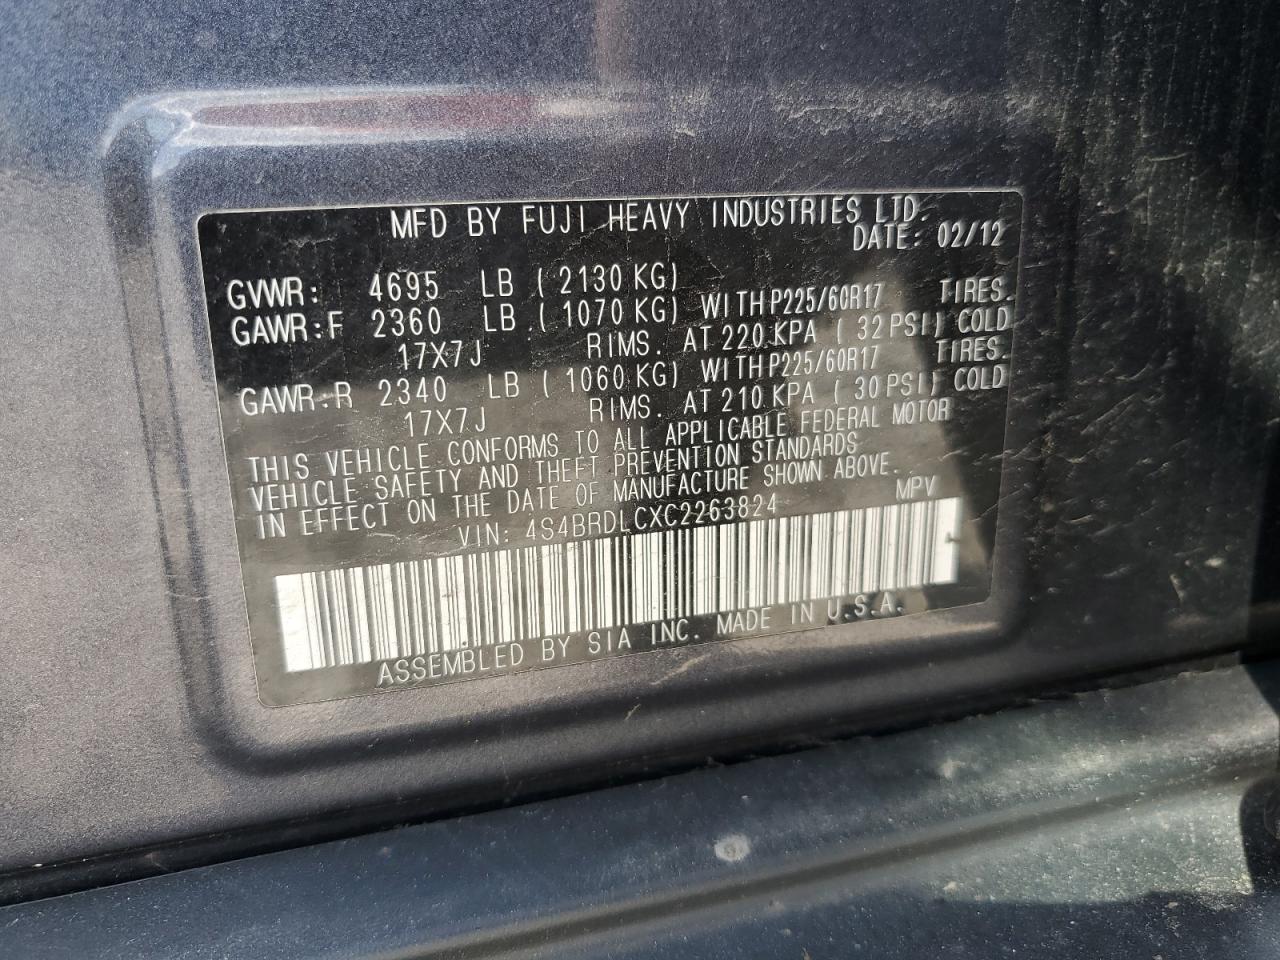 MFD BY FUJI HEAVY INDUSTRIES LTD.
DATE: 02/12
GVWR: 4695 LB (2130 KG)
GAWR:F 2360 LB (1070 KG) WITH P225/60R17 TIRES.
17X7J RIMS. AT 220 KPA (32 PSI) COLD
GAWR:R 2340 LB (1060 KG) WITH P225/60R17 TIRES.
17X7J RIMS. AT 210 KPA (30 PSI) COLD
THIS VEHICLE CONFORMS TO ALL APPLICABLE FEDERAL MOTOR
VEHICLE SAFETY AND THEFT PREVENTION STANDARDS
IN EFFECT ON THE DATE OF MANUFACTURE SHOWN ABOVE.
VIN: 4S4BRDLCXC2263824 MPV
ASSEMBLED BY SIA INC. MADE IN U.S.A.